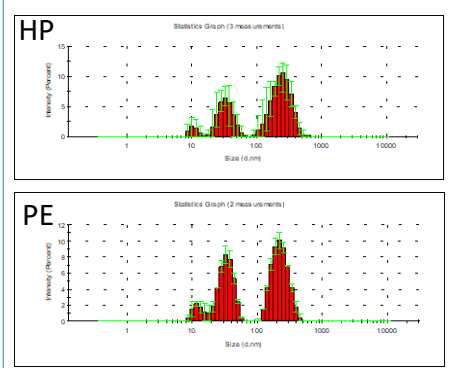 HP
Statistics Graph (3 measurements)
Intensity (Percent)
15
10
5
0
1 10 100 1000 10000
Size (d.nm)
PE
Statistics Graph (2 measurements)
Intensity (Percent)
12
10
8
6
4
2
0
1 10 100 1000 10000
Size (d.nm)